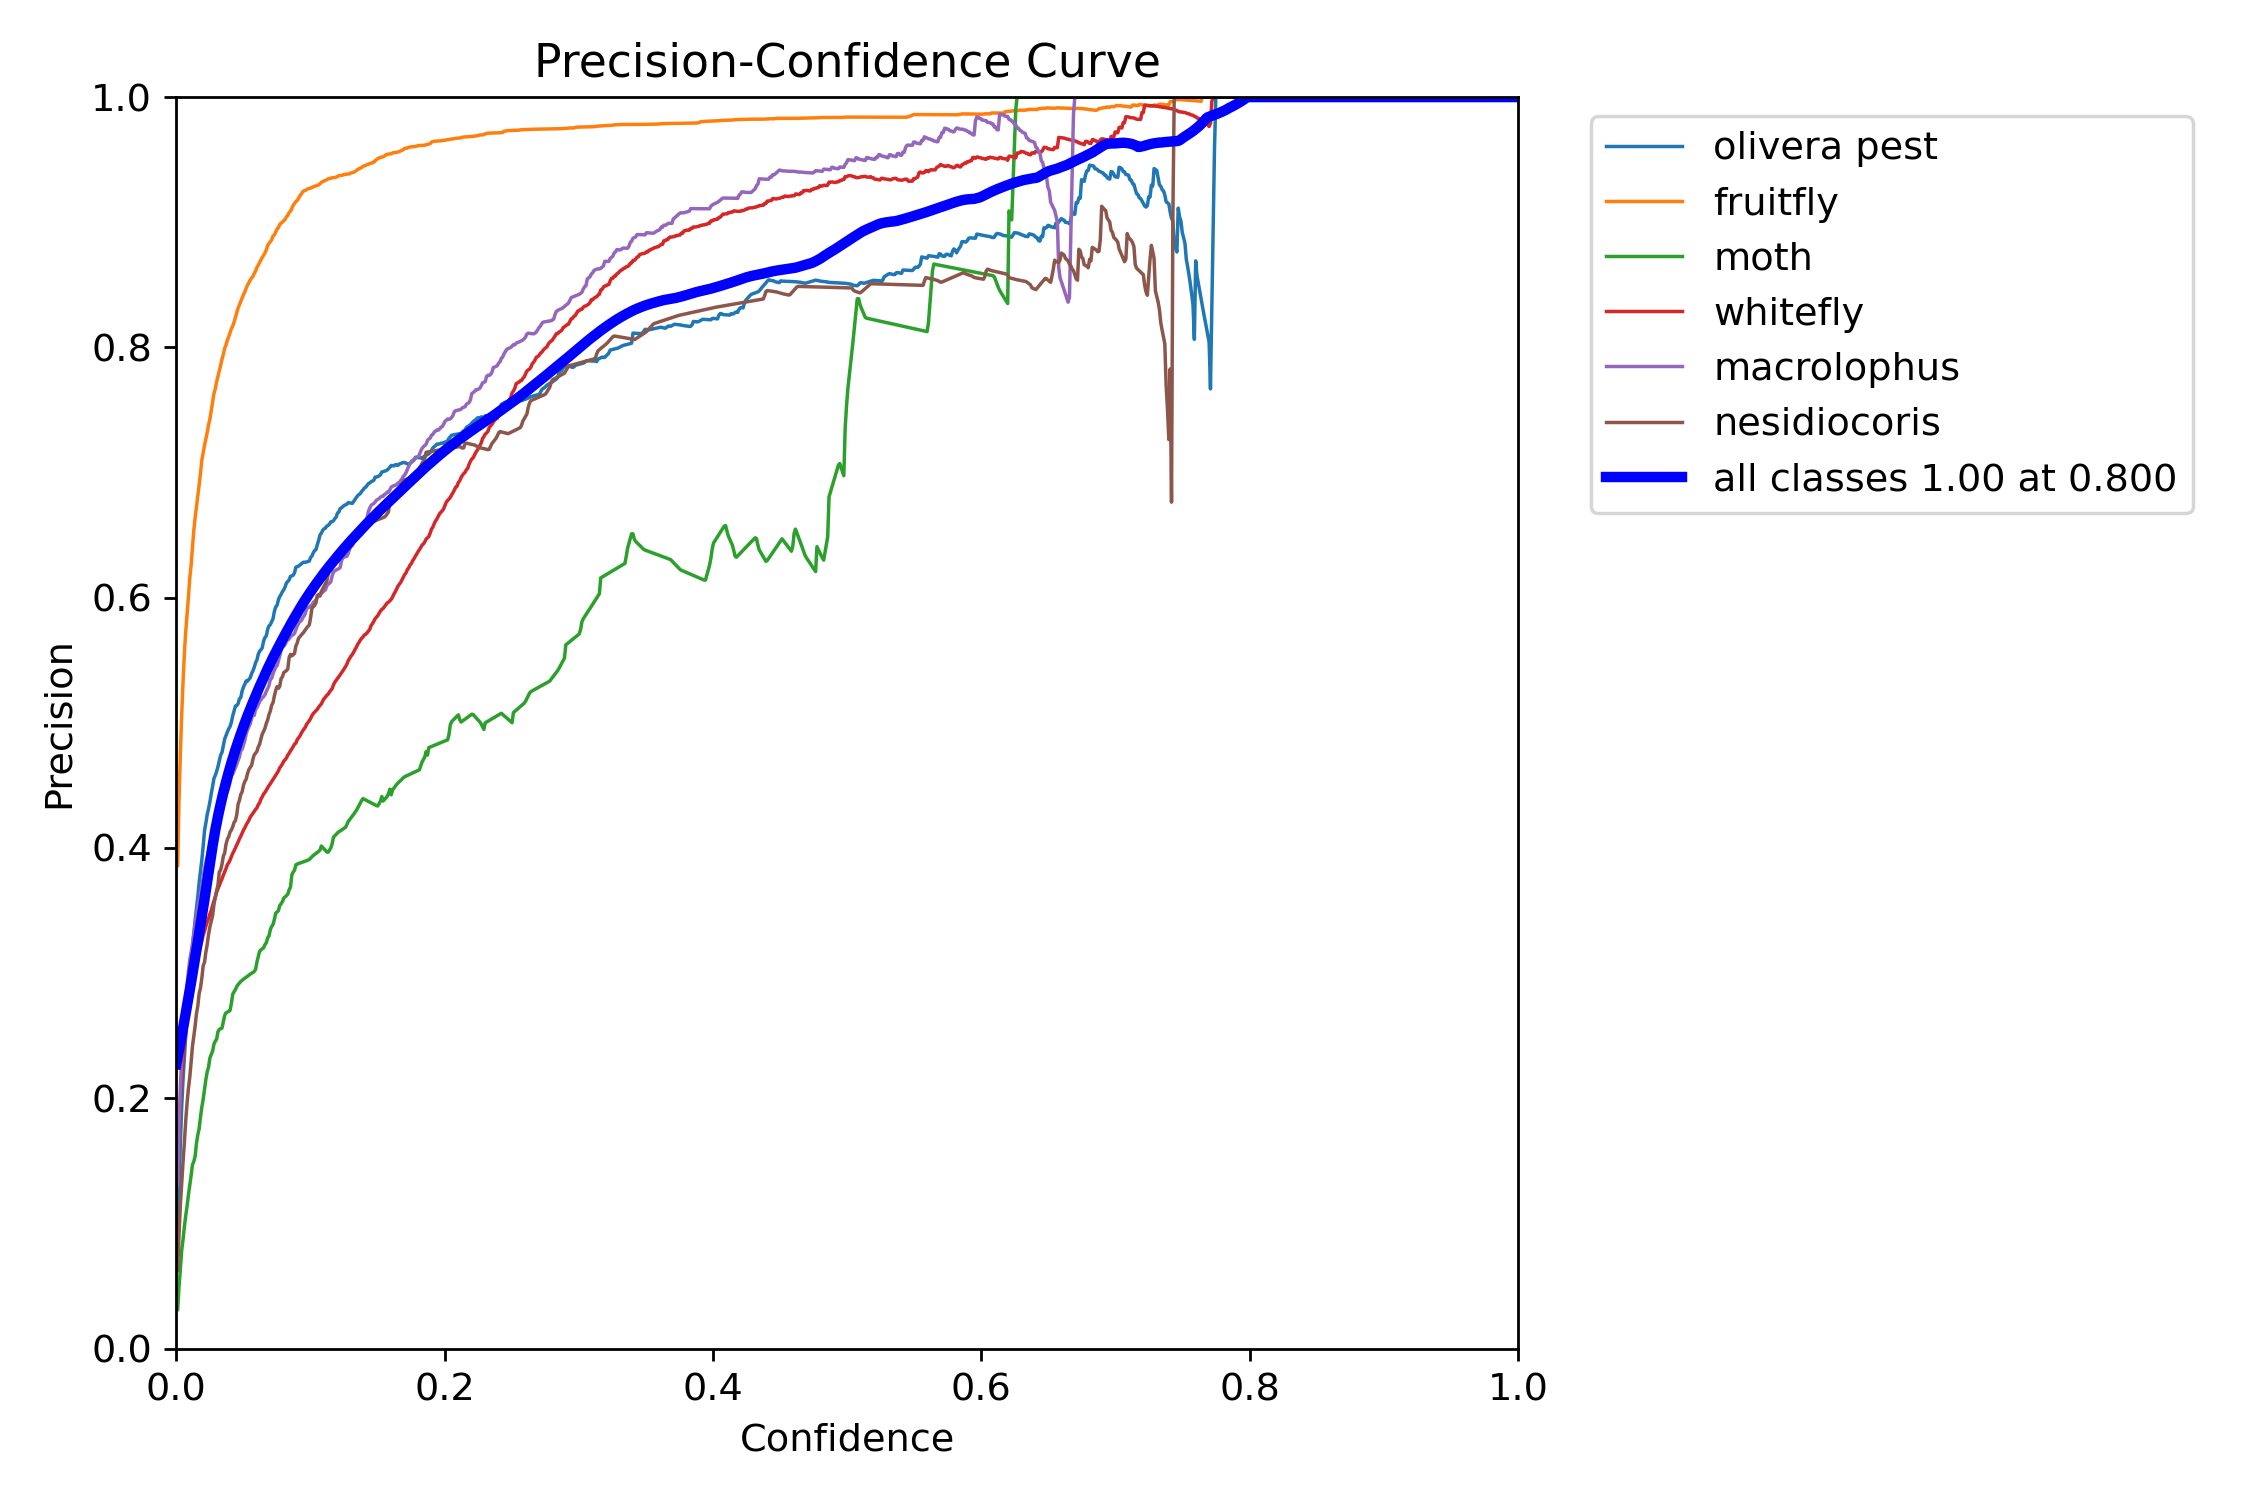 Precision-Confidence Curve
1.0
0.8
0.6
0.4
0.2
0.0
Precision
0.0 0.2 0.4 0.6 0.8 1.0
Confidence
olivera pest
fruitfly
moth
whitefly
macrolophus
nesidiocoris
all classes 1.00 at 0.800